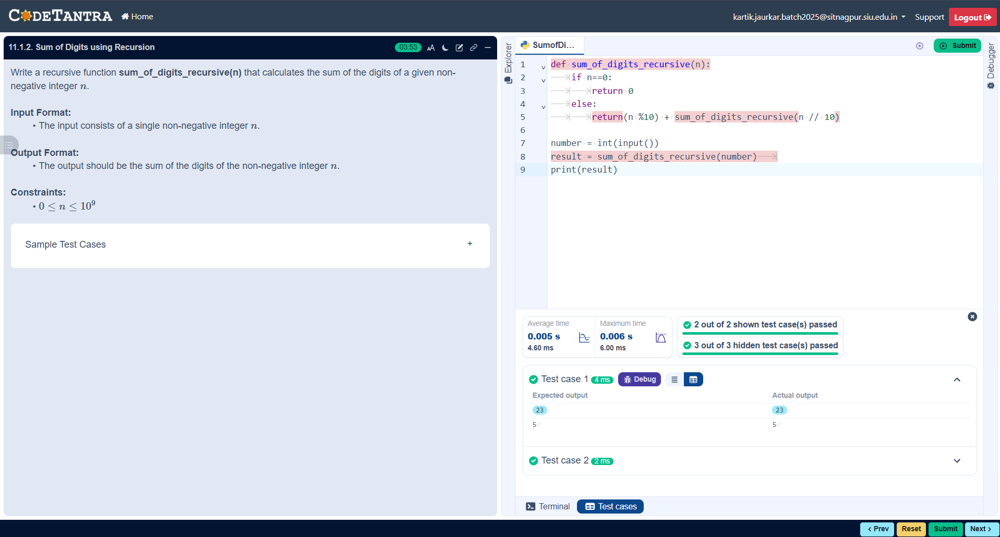 CODETANTRA Home kartik.jaurkar.batch2025@sitnagpur.siu.edu.in Support Logout
11.1.2. Sum of Digits using Recursion 03:53 AA
Write a recursive function sum_of_digits_recursive(n) that calculates the sum of the digits of a given non-
negative integer n.
Input Format:
• The input consists of a single non-negative integer n.
Output Format:
• The output should be the sum of the digits of the non-negative integer n.
Constraints:
• 0 ≤ n ≤ 10⁹
Sample Test Cases +
Explorer
SumofDi...
Submit
Debugger
1 def sum_of_digits_recursive(n):
2 if n==0:
3 return 0
4 else:
5 return(n %10) + sum_of_digits_recursive(n // 10)
6
7 number = int(input())
8 result = sum_of_digits_recursive(number)
9 print(result)
Average time
0.005 s
4.60 ms
Maximum time
0.006 s
6.00 ms
2 out of 2 shown test case(s) passed
3 out of 3 hidden test case(s) passed
Test case 1 4 ms Debug
Expected output Actual output
23 23
5 5
Test case 2 2 ms
Terminal Test cases
< Prev Reset Submit Next >